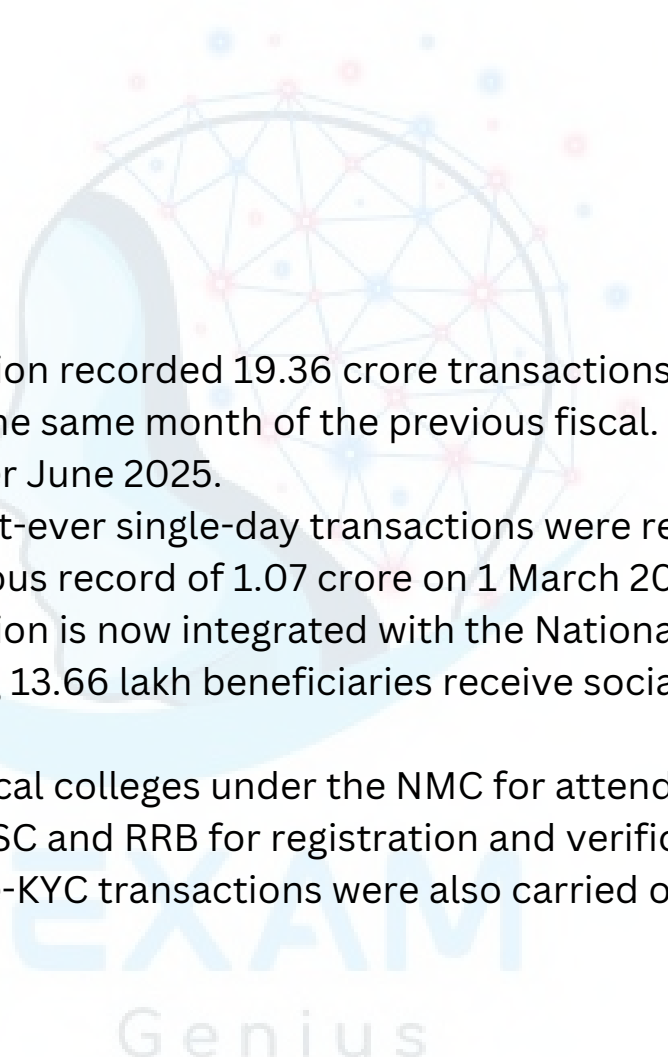 ion recorded 19.36 crore transactions
he same month of the previous fiscal.
r June 2025.
t-ever single-day transactions were re
ous record of 1.07 crore on 1 March 20
ion is now integrated with the Nationa
13.66 lakh beneficiaries receive socia
cal colleges under the NMC for attend
SC and RRB for registration and verific
-KYC transactions were also carried o
EXAM
Genius